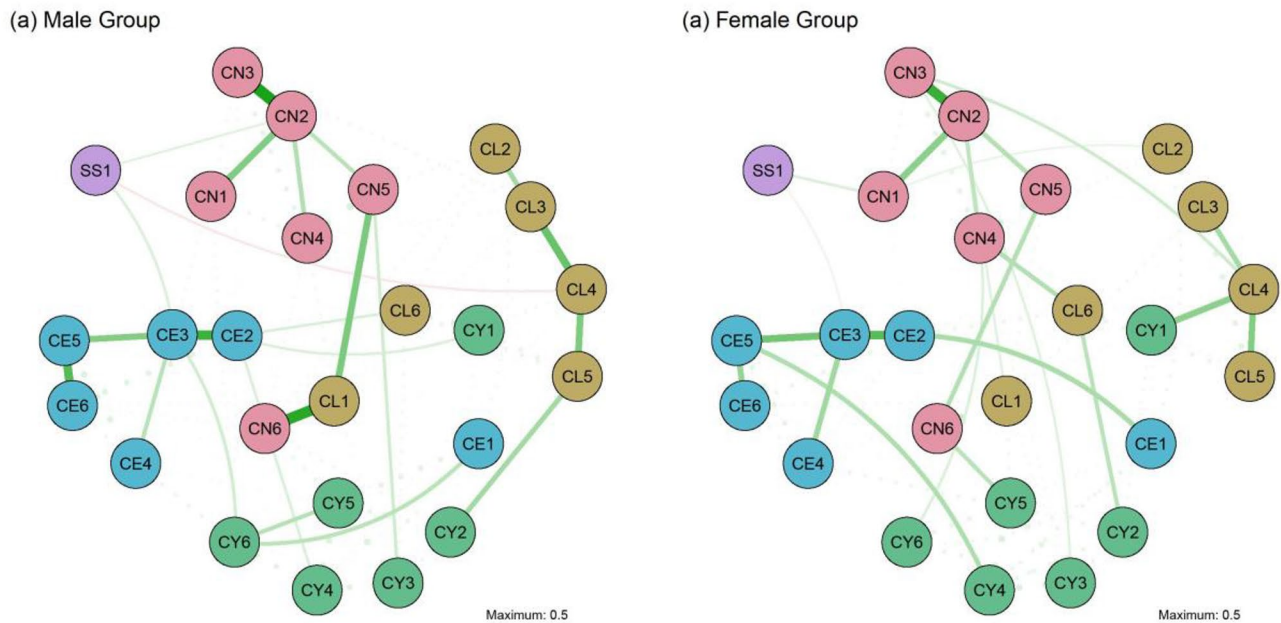 (a) Male Group
CN3
CN2
SS1
CN1
CN5
CN4
CL2
CL3
CL4
CL6
CY1
CE5
CE3
CE2
CL5
CE6
CL1
CN6
CE4
CE1
CY5
CY6
CY2
CY4
CY3
Maximum: 0.5
(a) Female Group
CN3
CN2
SS1
CN1
CN5
CN4
CL2
CL3
CL4
CL6
CY1
CE5
CE3
CE2
CL5
CE6
CL1
CN6
CE4
CE1
CY5
CY6
CY2
CY4
CY3
Maximum: 0.5